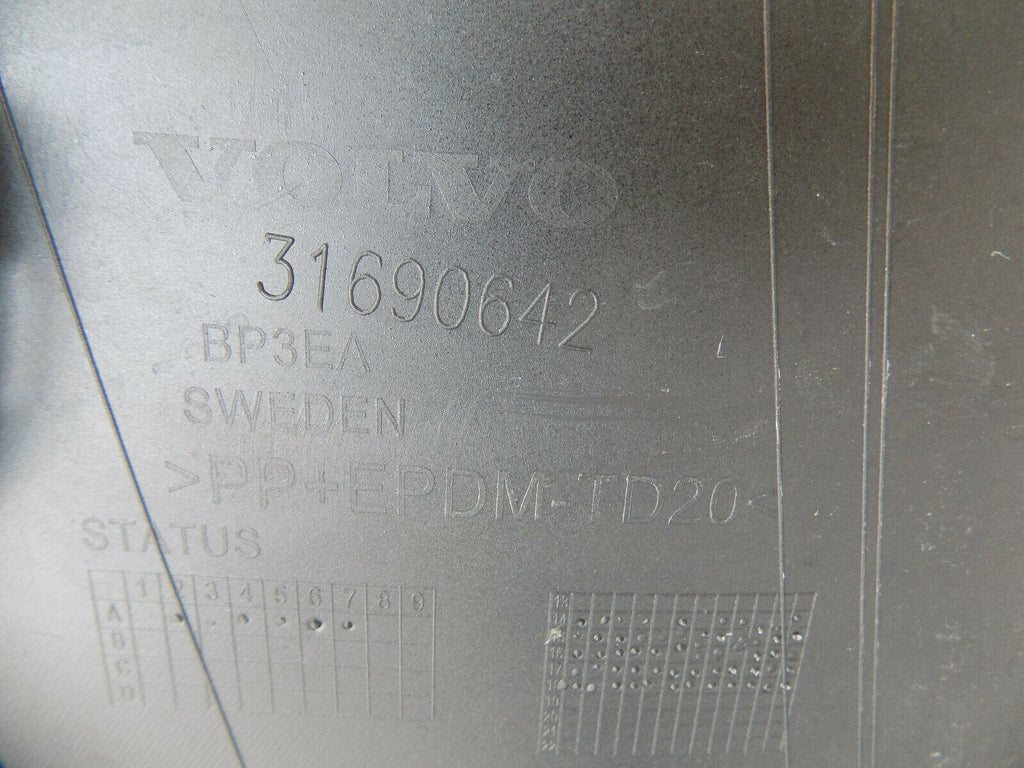 VOLVO
31690642
BP3EA
SWEDEN
>PP+EPDM-TD20<
STATUS
1 2 3 4 5 6 7 8 9
A
B
C
D